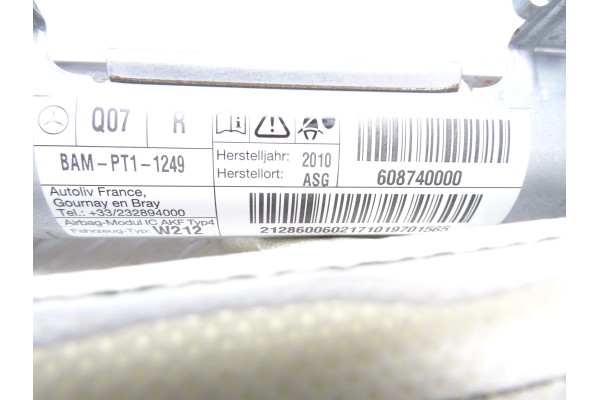 Q07 R
BAM-PT1-1249
Autoliv France,
Gournay en Bray
Tel.: +33/232894000
Airbag-Modul IC AKF Typ4
Fahrzeug-Typ: W212
Herstelljahr: 2010
Herstellort: ASG
608740000
2128600602171019701565